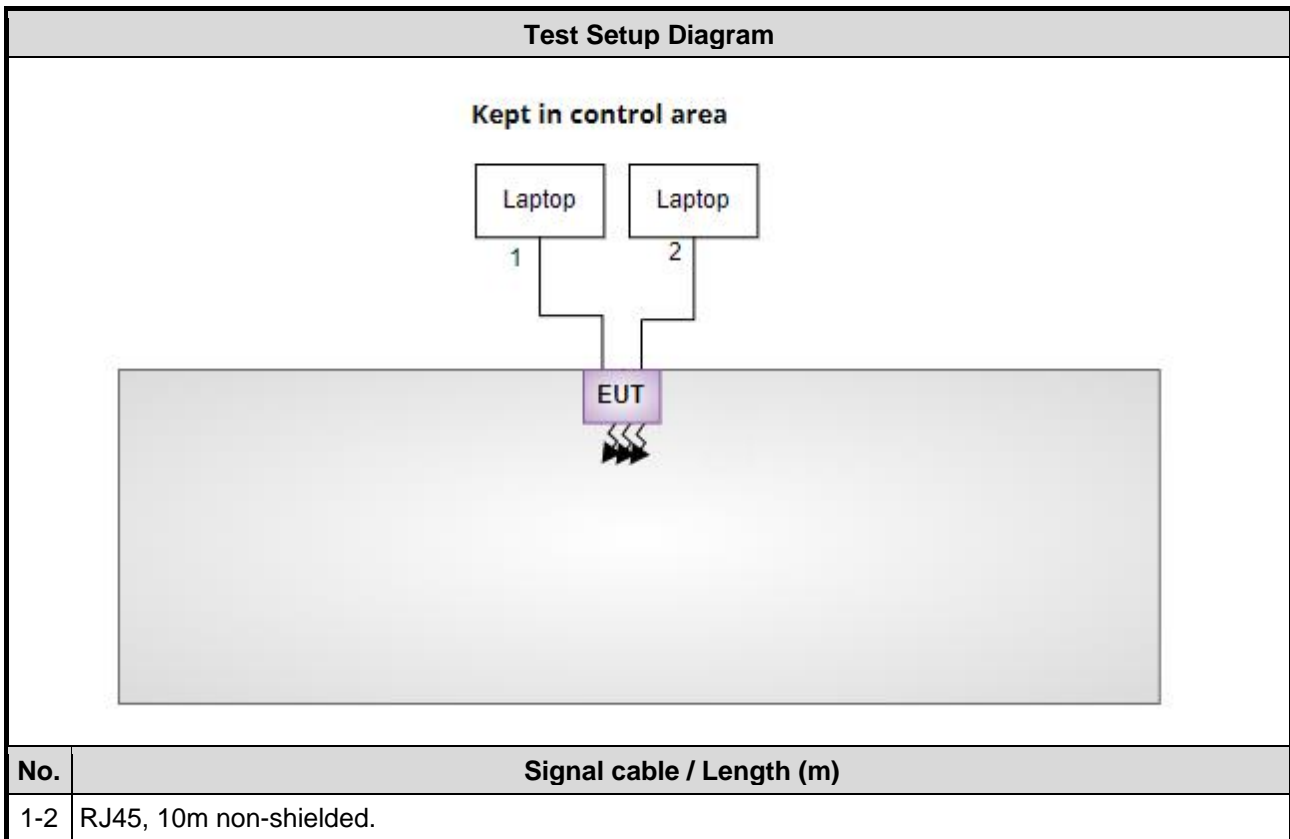 Test Setup Diagram
Kept in control area
Laptop Laptop
1 2
EUT
No. Signal cable / Length (m)
1-2 RJ45, 10m non-shielded.